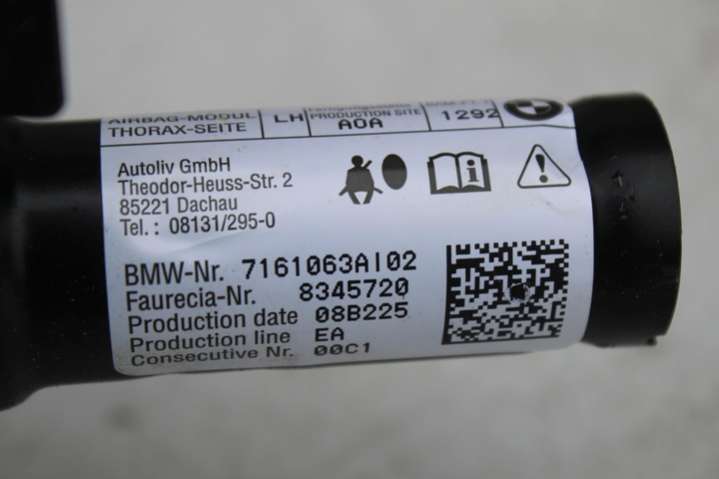 AIRBAG-MODUL
THORAX-SEITE
LH
PRODUCTION SITE
AOA
1292
Autoliv GmbH
Theodor-Heuss-Str. 2
85221 Dachau
Tel.: 08131/295-0
BMW-Nr. 7161063AI02
Faurecia-Nr. 8345720
Production date 08B225
Production line EA
Consecutive Nr. 00C1